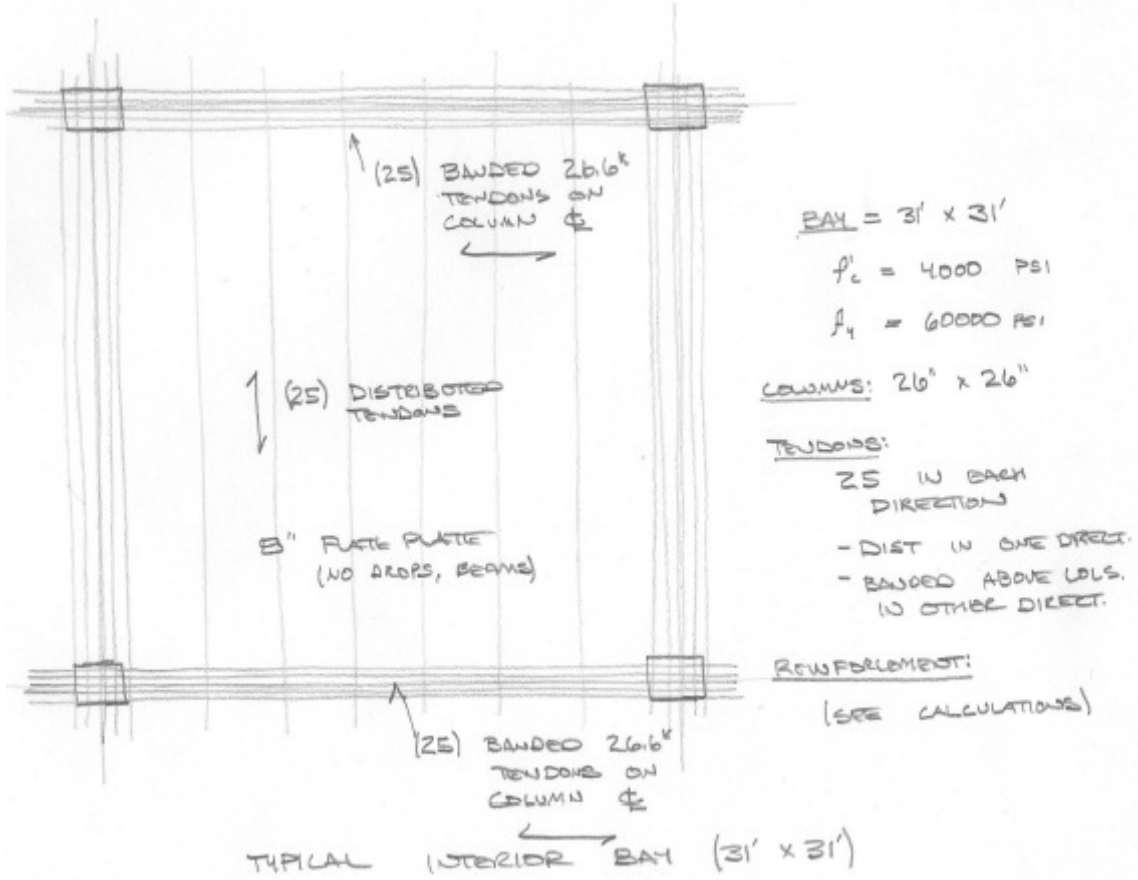 (25) BANDED 26.6ᴷ
TENDONS ON
COLUMN ℄
(25) DISTRIBUTED
TENDONS
8" FLATE PLATE
(NO DROPS, BEAMS)
(25) BANDED 26.6ᴷ
TENDONS ON
COLUMN ℄
TYPICAL INTERIOR BAY (31' x 31')
BAY = 31' x 31'
f'c = 4000 PSI
fy = 60000 PSI
COLUMNS: 26" x 26"
TENDONS:
25 IN EACH
DIRECTION
- DIST IN ONE DIRECT.
- BANDED ABOVE COLS.
IN OTHER DIRECT.
REINFORCEMENT:
(SEE CALCULATIONS)